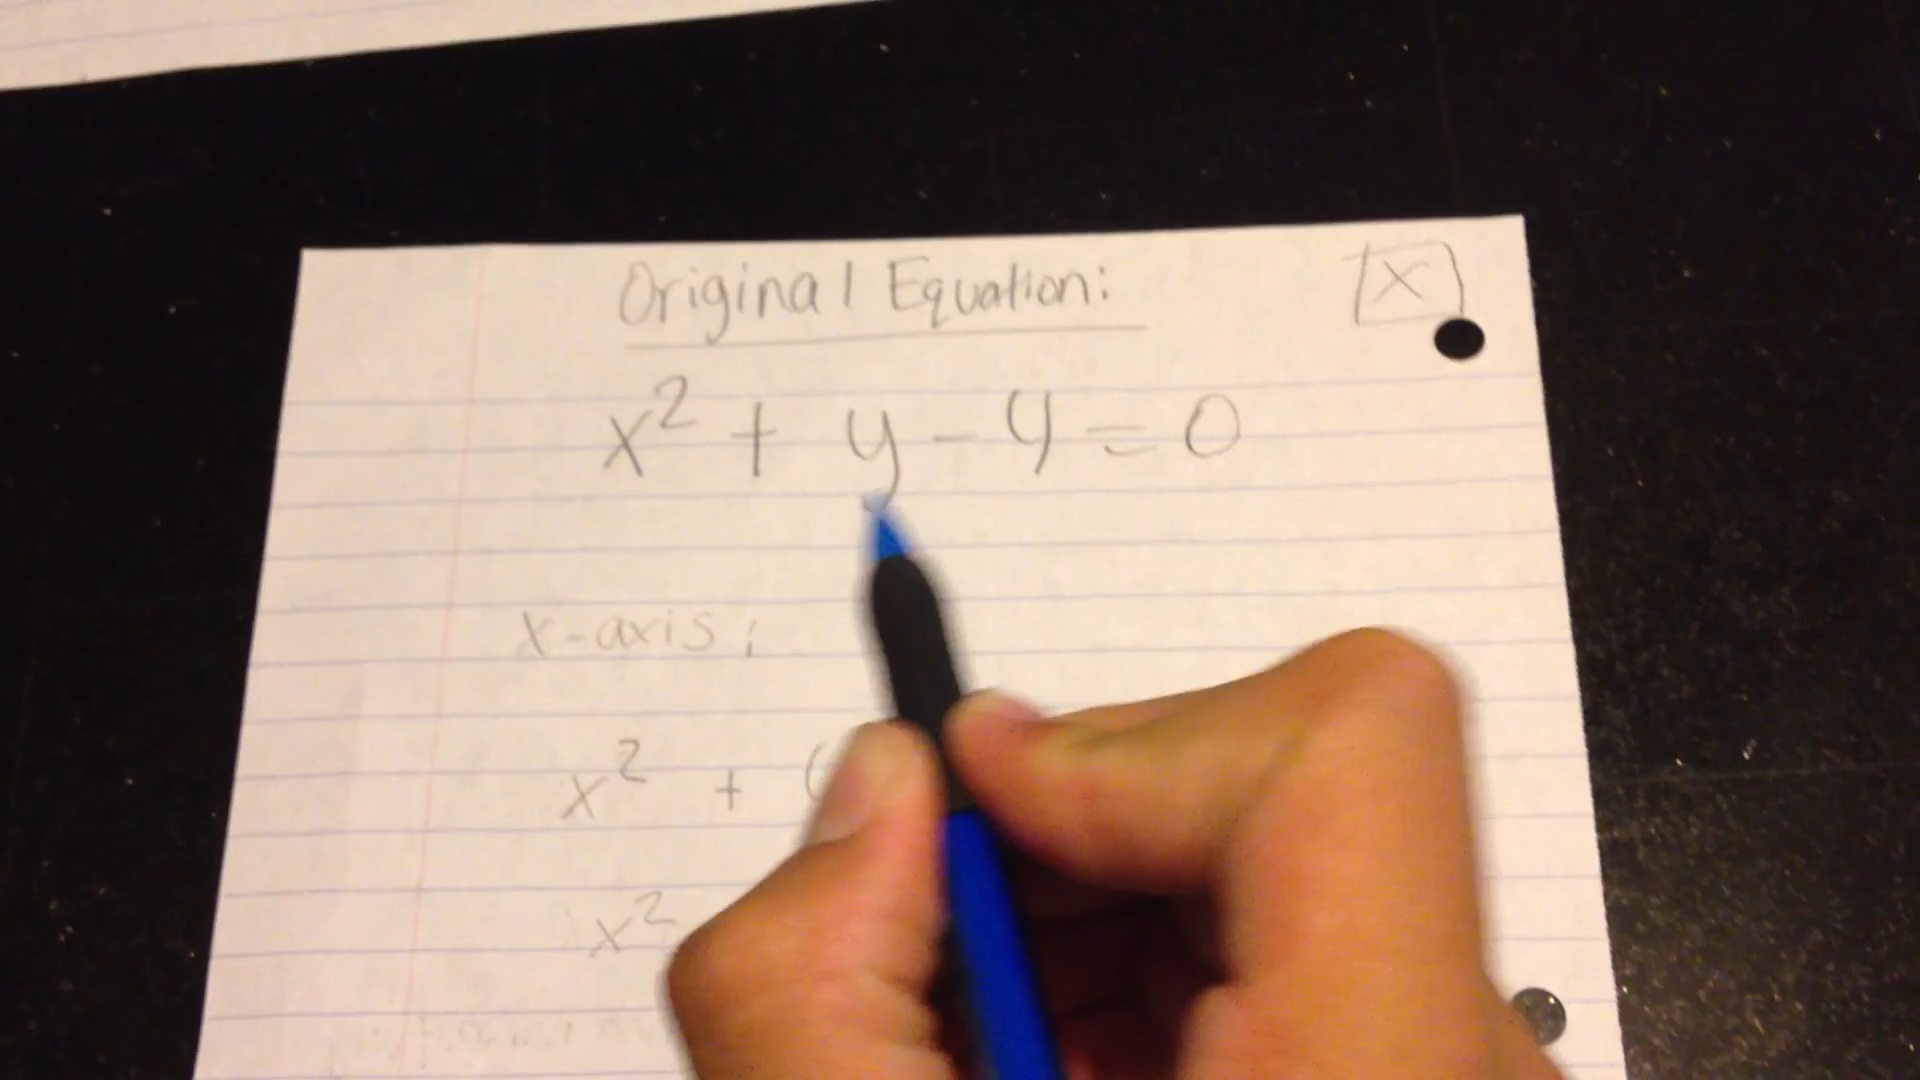 Original Equation:
X
x² + y - 4 = 0
x-axis:
x² + (
x²